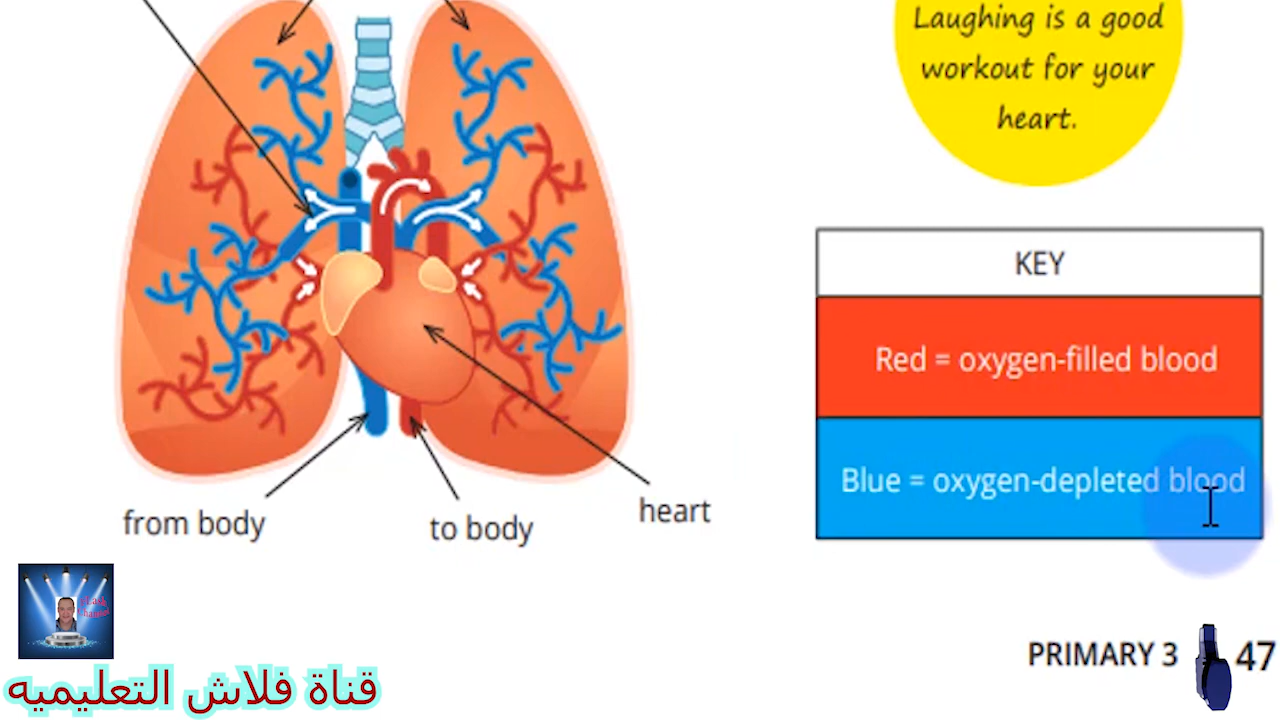 Laughing is a good
workout for your
heart.
KEY
Red = oxygen-filled blood
Blue = oxygen-depleted blood
from body
to body
heart
PRIMARY 3 47
قناة فلاش التعليميه